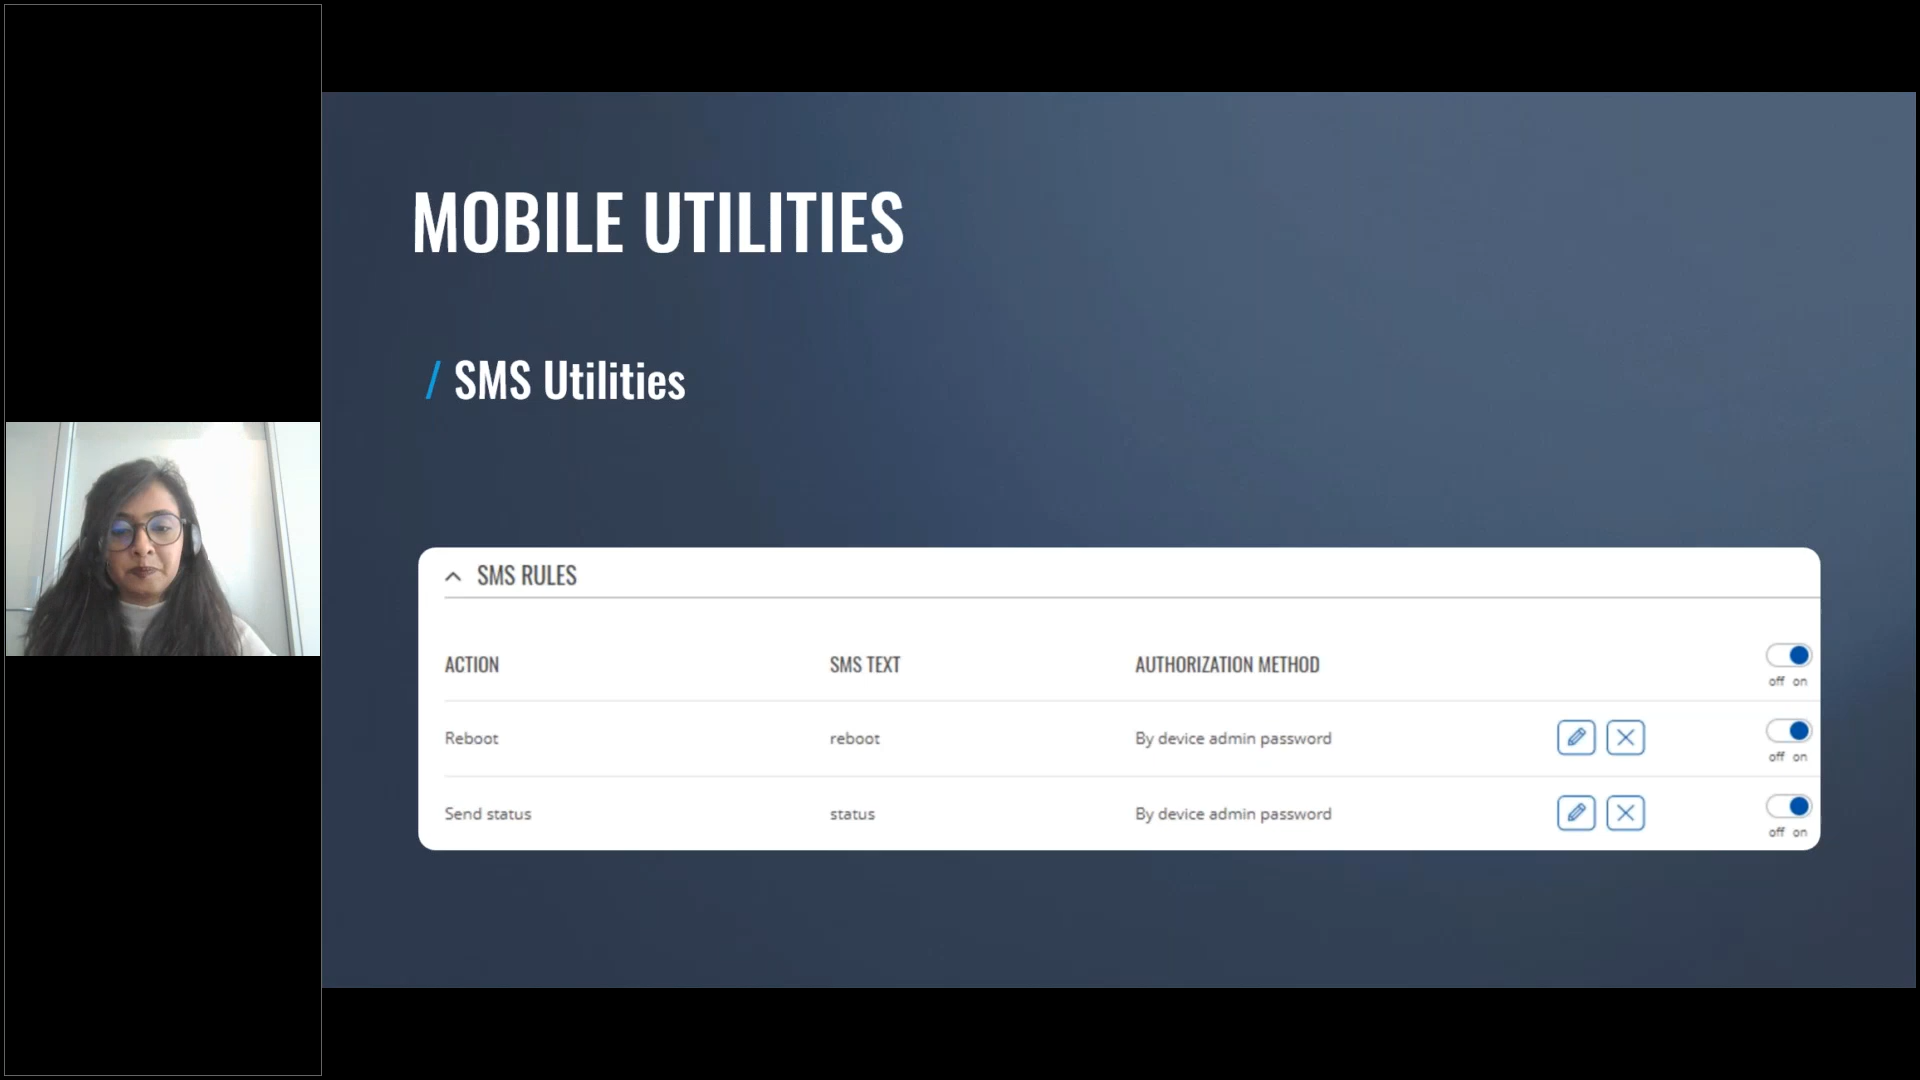 MOBILE UTILITIES
/ SMS Utilities
SMS RULES
ACTION SMS TEXT AUTHORIZATION METHOD off on
Reboot reboot By device admin password off on
Send status status By device admin password off on